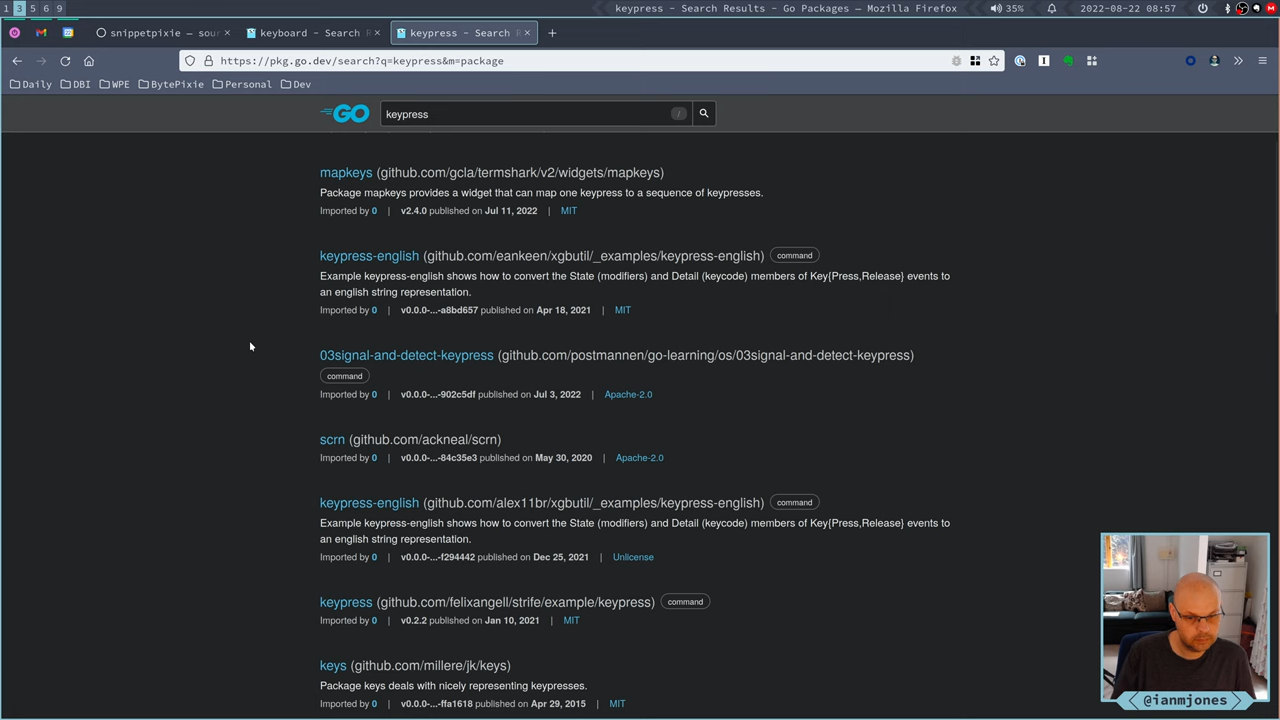 1 3 5 6 9
keypress - Search Results - Go Packages — Mozilla Firefox
35%
2022-08-22 08:57
snippetpixie — sour
keyboard - Search R
keypress - Search R
https://pkg.go.dev/search?q=keypress&m=package
Daily DBI WPE BytePixie Personal Dev
GO
keypress
/
mapkeys (github.com/gcla/termshark/v2/widgets/mapkeys)
Package mapkeys provides a widget that can map one keypress to a sequence of keypresses.
Imported by 0 | v2.4.0 published on Jul 11, 2022 | MIT
keypress-english (github.com/eankeen/xgbutil/_examples/keypress-english) command
Example keypress-english shows how to convert the State (modifiers) and Detail (keycode) members of Key{Press,Release} events to
an english string representation.
Imported by 0 | v0.0.0-...-a8bd657 published on Apr 18, 2021 | MIT
03signal-and-detect-keypress (github.com/postmannen/go-learning/os/03signal-and-detect-keypress)
command
Imported by 0 | v0.0.0-...-902c5df published on Jul 3, 2022 | Apache-2.0
scrn (github.com/ackneal/scrn)
Imported by 0 | v0.0.0-...-84c35e3 published on May 30, 2020 | Apache-2.0
keypress-english (github.com/alex11br/xgbutil/_examples/keypress-english) command
Example keypress-english shows how to convert the State (modifiers) and Detail (keycode) members of Key{Press,Release} events to
an english string representation.
Imported by 0 | v0.0.0-...-f294442 published on Dec 25, 2021 | Unlicense
keypress (github.com/felixangell/strife/example/keypress) command
Imported by 0 | v0.2.2 published on Jan 10, 2021 | MIT
keys (github.com/millere/jk/keys)
Package keys deals with nicely representing keypresses.
Imported by 0 | v0.0.0-...-ffa1618 published on Apr 29, 2015 | MIT
@ianmjones